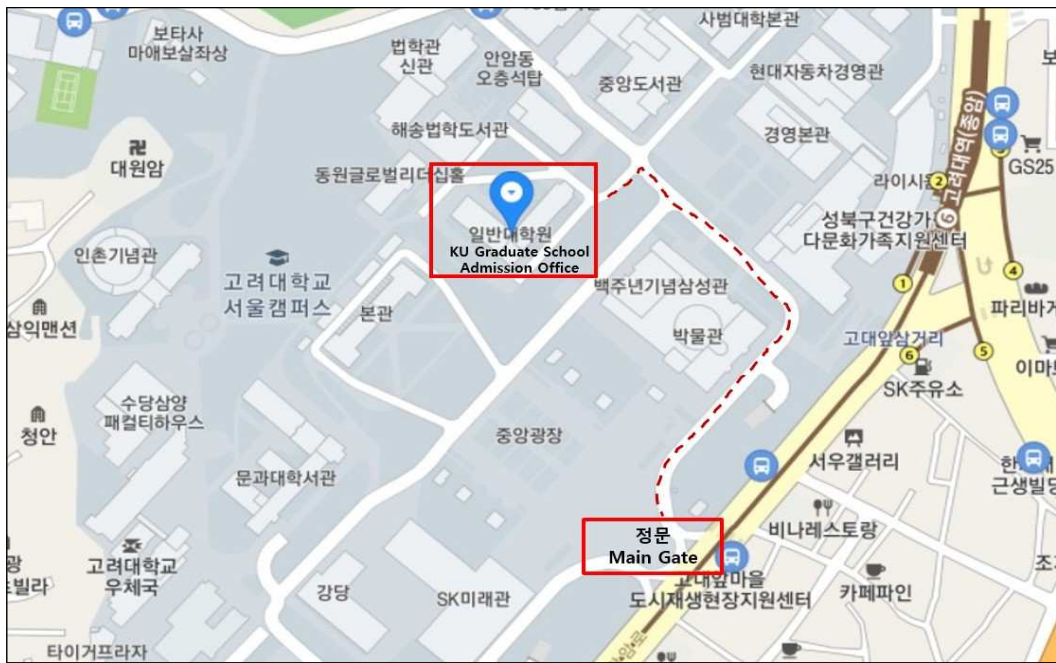 보타사
마애보살좌상
법학관
신관
안암동
오층석탑
중앙도서관
사범대학본관
현대자동차경영관
해송법학도서관
경영본관
대원암
동원글로벌리더십홀
GS25
라이시움
2
고려대역(종암)
6
일반대학원
KU Graduate School
Admission Office
성북구건강가정
다문화가족지원센터
인촌기념관
고려대학교
서울캠퍼스
백주년기념삼성관
1
4
삼익맨션
본관
박물관
파리바게
고대앞삼거리
6
5
SK주유소
이마트
수당삼양
패컬티하우스
청안
중앙광장
서우갤러리
문과대학서관
근생빌딩
정문
Main Gate
비나레스토랑
고려대학교
우체국
강당
SK미래관
고대앞마을
도시재생현장지원센터
카페파인
타이거프라자